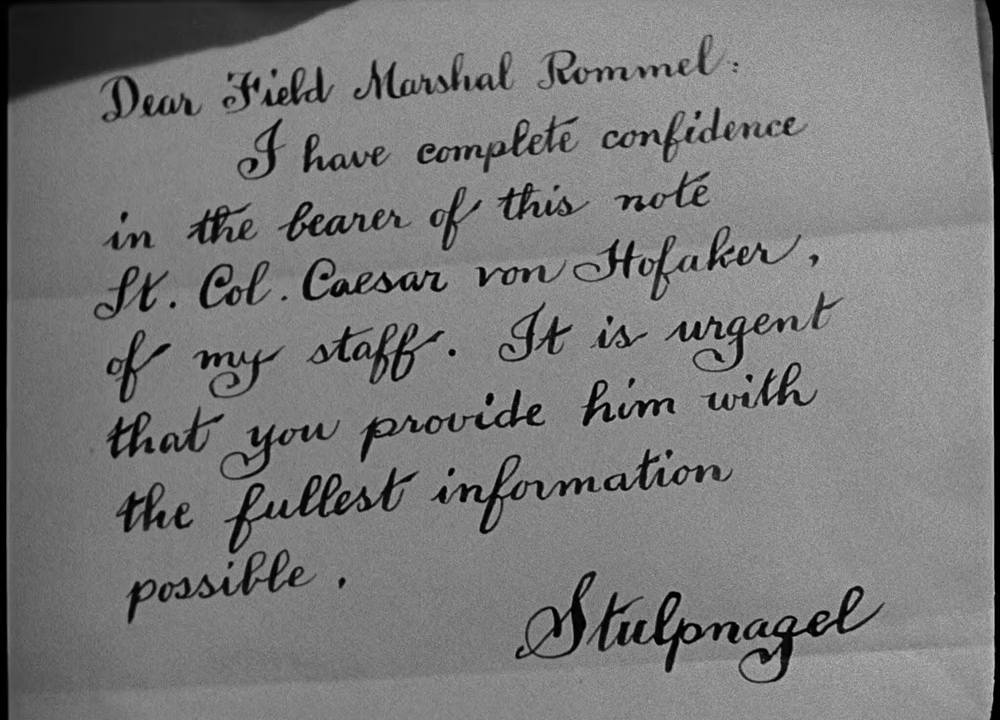 Dear Field Marshal Rommel:
I have complete confidence
in the bearer of this note
Lt. Col. Caesar von Hofaker,
of my staff. It is urgent
that you provide him with
the fullest information
possible.
Stulpnagel